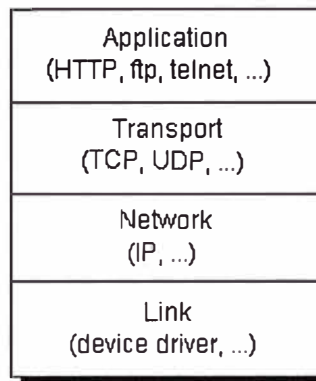 Application
(HTTP, ftp, telnet, ...)
Transport
(TCP, UDP, ...)
Network
(IP, ...)
Link
(device driver, ...)